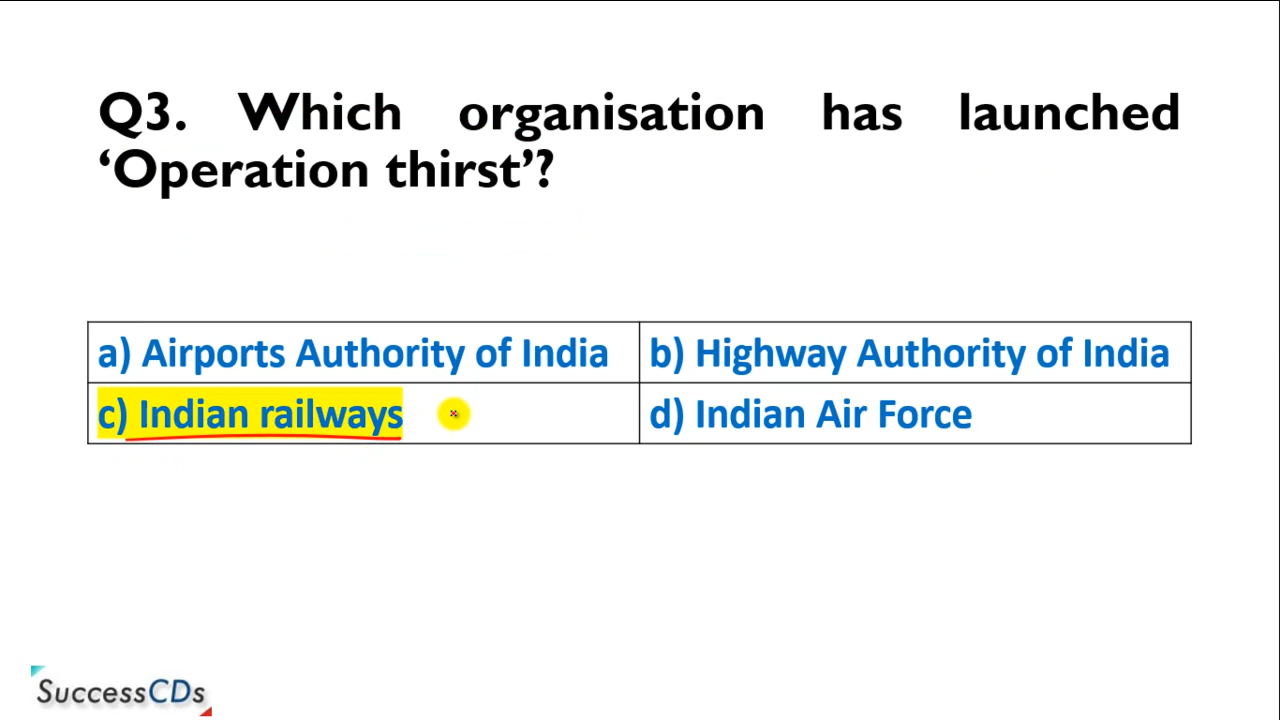 Q3. Which organisation has launched
‘Operation thirst’?
a) Airports Authority of India
b) Highway Authority of India
c) Indian railways
d) Indian Air Force
SuccessCDs